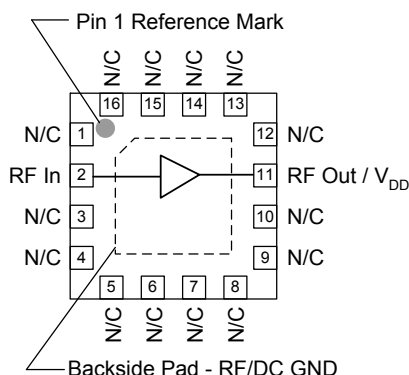 Pin 1 Reference Mark
N/C N/C N/C N/C
16 15 14 13
N/C 1 12 N/C
RF In 2 11 RF Out / VDD
N/C 3 10 N/C
N/C 4 9 N/C
5 6 7 8
N/C N/C N/C N/C
Backside Pad - RF/DC GND